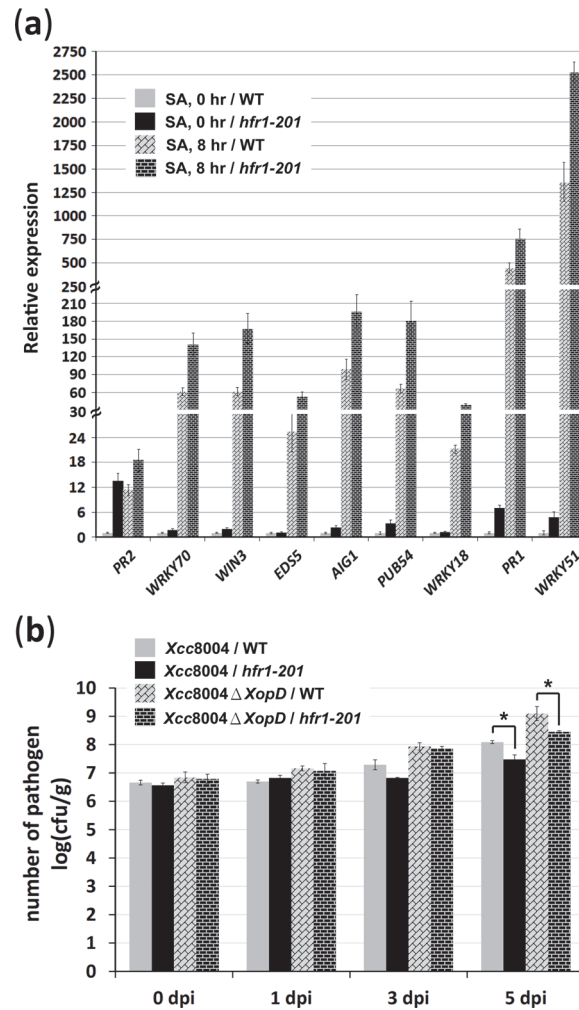 (a)
2750
2500
2250
2000
1750
1500
1250
1000
750
500
250
210
180
150
120
90
60
30
24
18
12
6
0
Relative expression
SA, 0 hr / WT
SA, 0 hr / hfr1-201
SA, 8 hr / WT
SA, 8 hr / hfr1-201
PR2
WRKY70
WIN3
EDS5
AIG1
PUB54
WRKY18
PR1
WRKY51
(b)
Xcc8004 / WT
Xcc8004 / hfr1-201
Xcc8004 Δ XopD / WT
Xcc8004 Δ XopD / hfr1-201
10
9
8
7
6
5
4
3
2
1
0
number of pathogen
log(cfu/g)
*
*
0 dpi
1 dpi
3 dpi
5 dpi